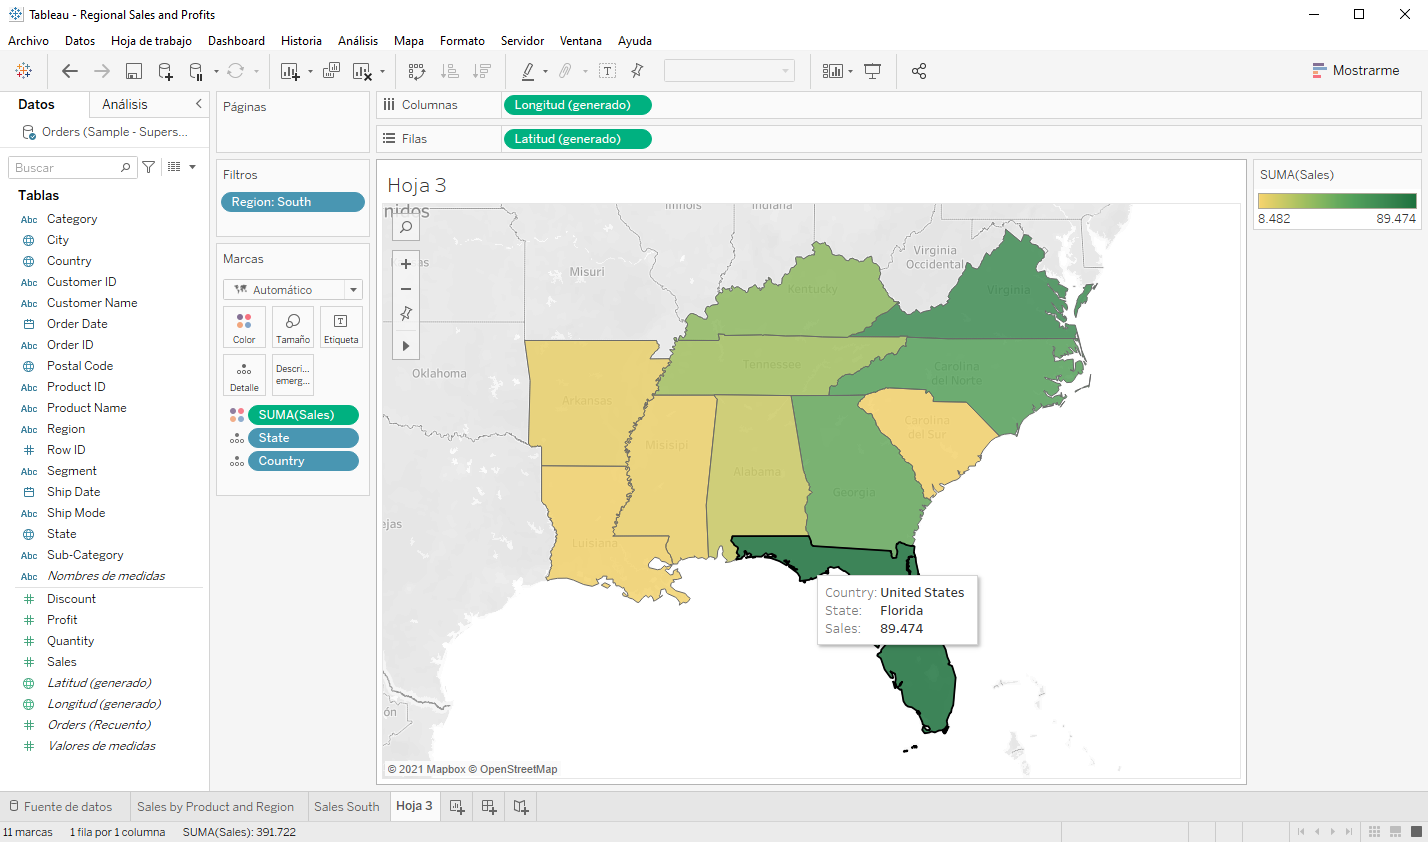 Tableau - Regional Sales and Profits
Archivo Datos Hoja de trabajo Dashboard Historia Análisis Mapa Formato Servidor Ventana Ayuda
Mostrarme
Datos Análisis
Orders (Sample - Supers...
Buscar
Tablas
Abc Category
City
Country
Abc Customer ID
Abc Customer Name
Order Date
Abc Order ID
Postal Code
Abc Product ID
Abc Product Name
Abc Region
Row ID
Abc Segment
Ship Date
Abc Ship Mode
State
Abc Sub-Category
Abc Nombres de medidas
Discount
Profit
Quantity
Sales
Latitud (generado)
Longitud (generado)
Orders (Recuento)
Valores de medidas
Páginas
Filtros
Region: South
Marcas
Automático
Color Tamaño Etiqueta
Detalle
Descri...
emerg...
SUMA(Sales)
State
Country
Columnas Longitud (generado)
Filas Latitud (generado)
Hoja 3
nidos
Illinois
Indiana
as
Misuri
Virginia
Occidental
Kentucky
Virginia
Oklahoma
Tennessee
Carolina
del Norte
Arkansas
Carolina
del Sur
Misisipi
Alabama
Georgia
ejas
Luisiana
Country: United States
State: Florida
Sales: 89.474
ón
© 2021 Mapbox © OpenStreetMap
SUMA(Sales)
8.482 89.474
Fuente de datos Sales by Product and Region Sales South Hoja 3
11 marcas 1 fila por 1 columna SUMA(Sales): 391.722